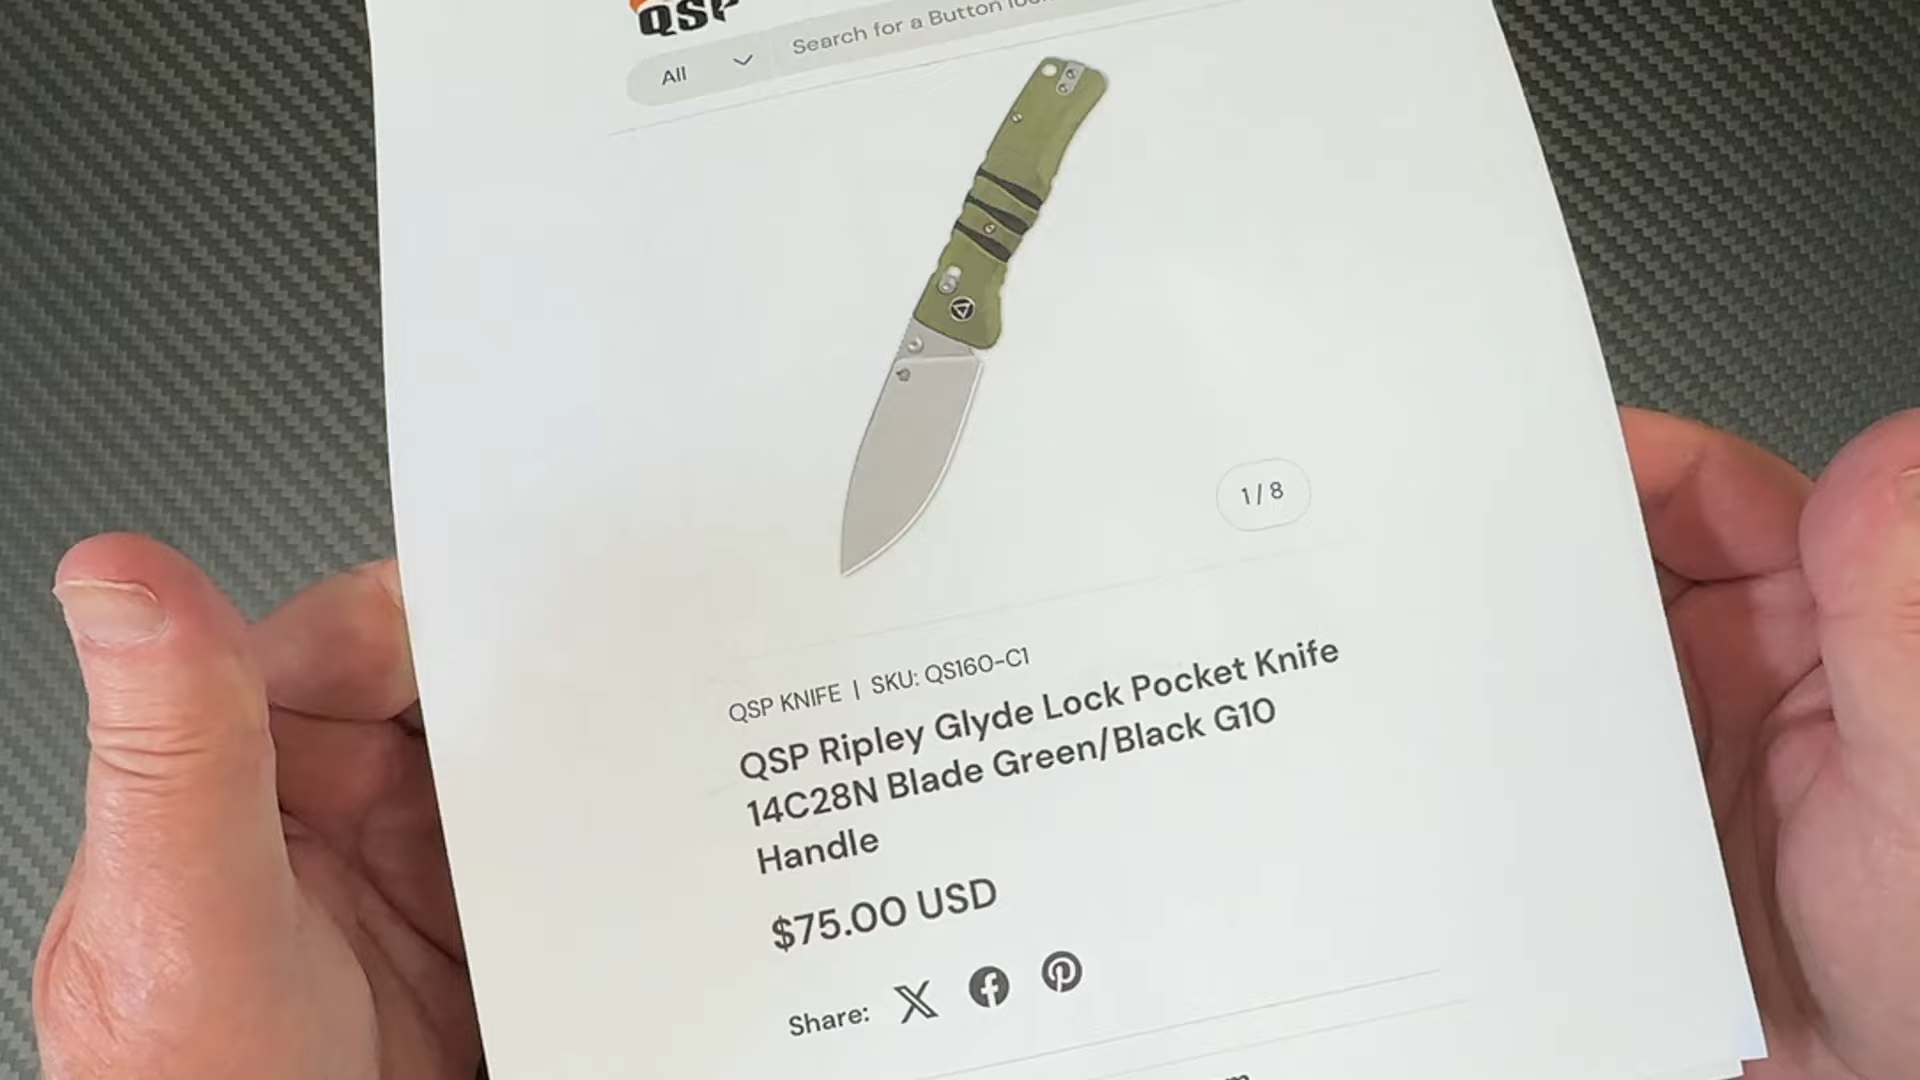 QSP
All
Search for a Button
1 / 8
QSP KNIFE | SKU: QS160-C1
QSP Ripley Glyde Lock Pocket Knife
14C28N Blade Green/Black G10
Handle
$75.00 USD
Share: